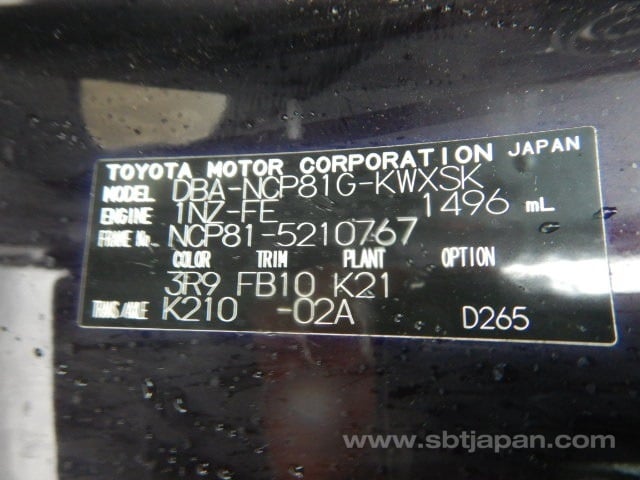 TOYOTA MOTOR CORPORATION JAPAN
MODEL DBA-NCP81G-KWXSK
ENGINE 1NZ-FE 1496 mL
FRAME No. NCP81-5210767
COLOR TRIM PLANT OPTION
3R9 FB10 K21
TRANS/AXLE K210 -02A D265
www.sbtjapan.com